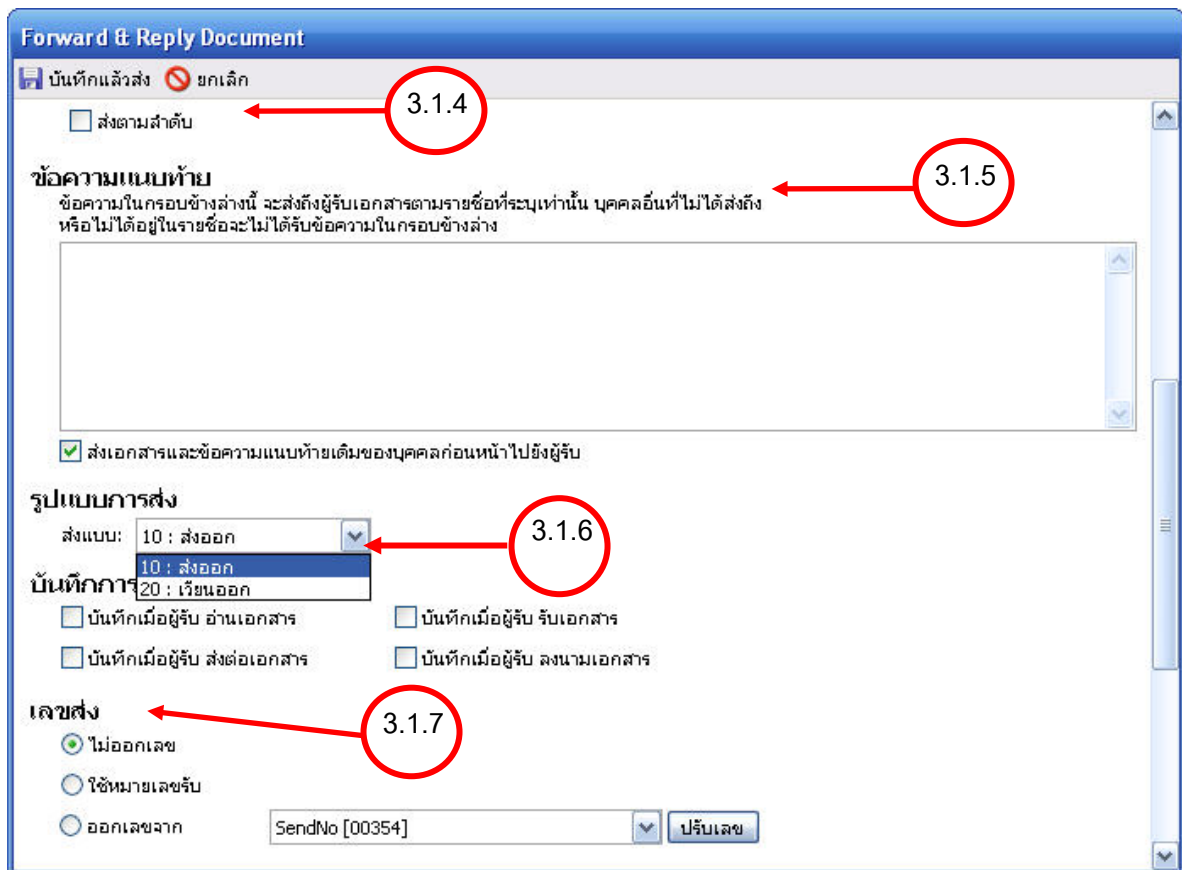 Forward & Reply Document
บันทึกแล้วส่ง ยกเลิก
ส่งตามลำดับ
3.1.4
ข้อความแนบท้าย
3.1.5
ข้อความในกรอบข้างล่างนี้ จะส่งถึงผู้รับเอกสารตามรายชื่อที่ระบุเท่านั้น บุคคลอื่นที่ไม่ได้ส่งถึง
หรือไม่ได้อยู่ในรายชื่อจะไม่ได้รับข้อความในกรอบข้างล่าง
ส่งเอกสารและข้อความแนบท้ายเดิมของบุคคลก่อนหน้าไปยังผู้รับ
รูปแบบการส่ง
ส่งแบบ: 10 : ส่งออก
3.1.6
10 : ส่งออก
20 : เวียนออก
บันทึกการ
บันทึกเมื่อผู้รับ อ่านเอกสาร บันทึกเมื่อผู้รับ รับเอกสาร
บันทึกเมื่อผู้รับ ส่งต่อเอกสาร บันทึกเมื่อผู้รับ ลงนามเอกสาร
เลขส่ง
3.1.7
ไม่ออกเลข
ใช้หมายเลขรับ
ออกเลขจาก SendNo [00354] ปรับเลข